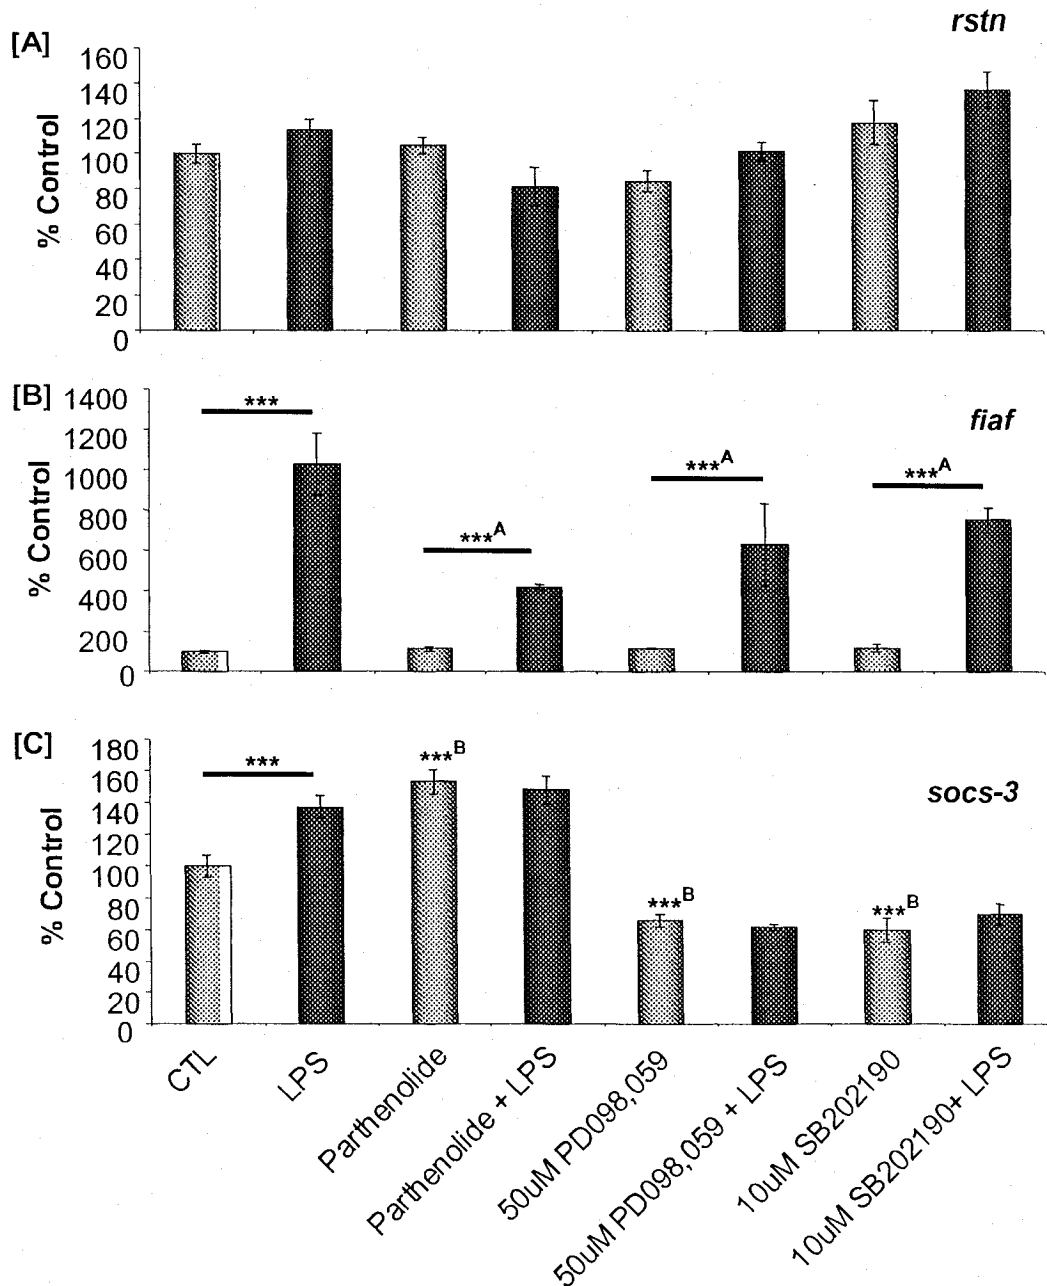 [A]
rstn
160
140
120
100
80
60
40
20
0
% Control
[B]
fiaf
1400
1200
1000
800
600
400
200
0
% Control
***
***A
***A
***A
[C]
socs-3
180
160
140
120
100
80
60
40
20
0
% Control
***
***B
***B
***B
CTL
LPS
Parthenolide
Parthenolide + LPS
50uM PD098,059
50uM PD098,059 + LPS
10uM SB202190
10uM SB202190+ LPS